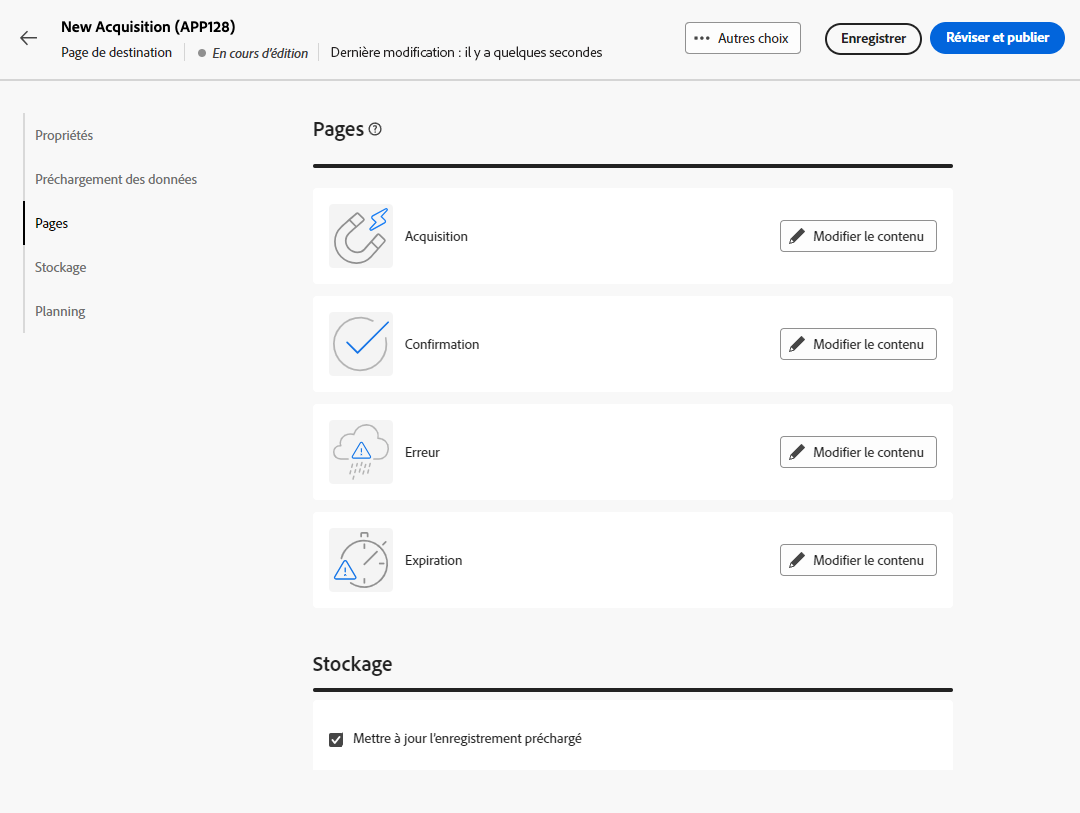 New Acquisition (APP128)
Page de destination
En cours d'édition
Dernière modification : il y a quelques secondes
Autres choix
Enregistrer
Réviser et publier
Propriétés
Préchargement des données
Pages
Stockage
Planning
Pages
Acquisition
Modifier le contenu
Confirmation
Modifier le contenu
Erreur
Modifier le contenu
Expiration
Modifier le contenu
Stockage
Mettre à jour l'enregistrement préchargé